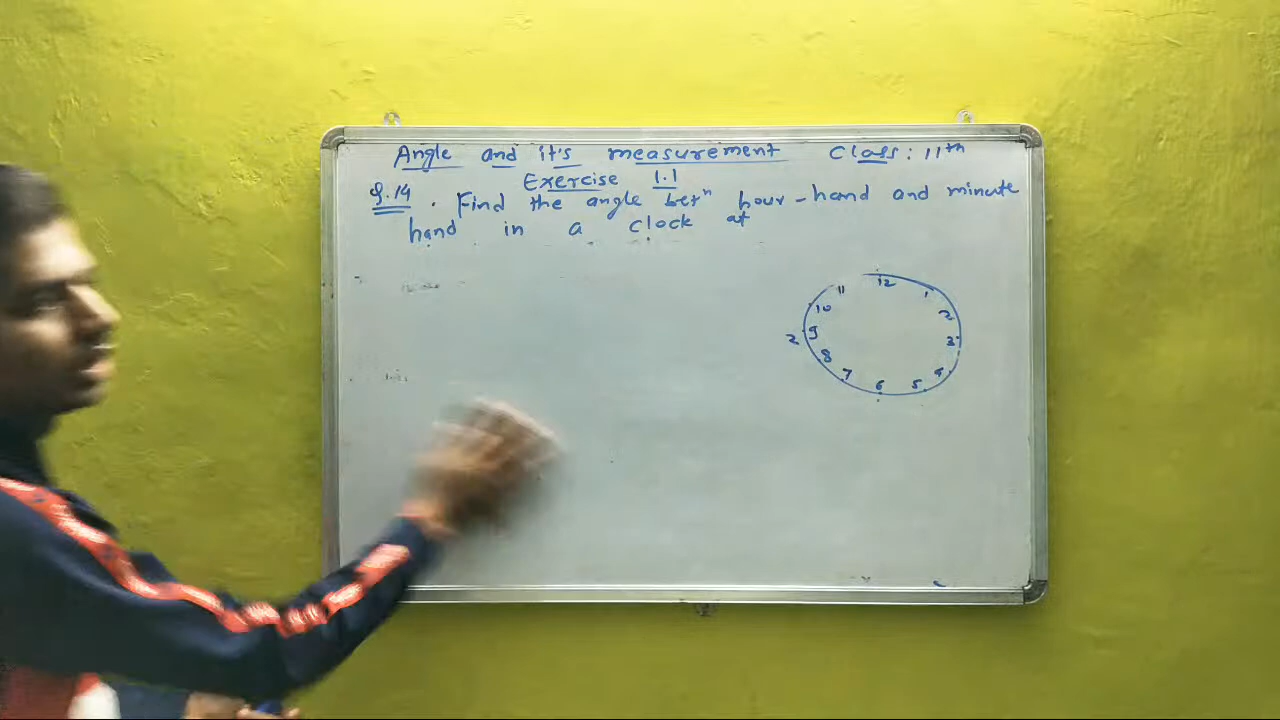 Angle and it's measurement Class : 11th
Exercise 1.1
Q.14 . Find the angle betn hour-hand and minute
hand in a clock at
12
11 1
10 2
2 9 3
8 4
7 5
6